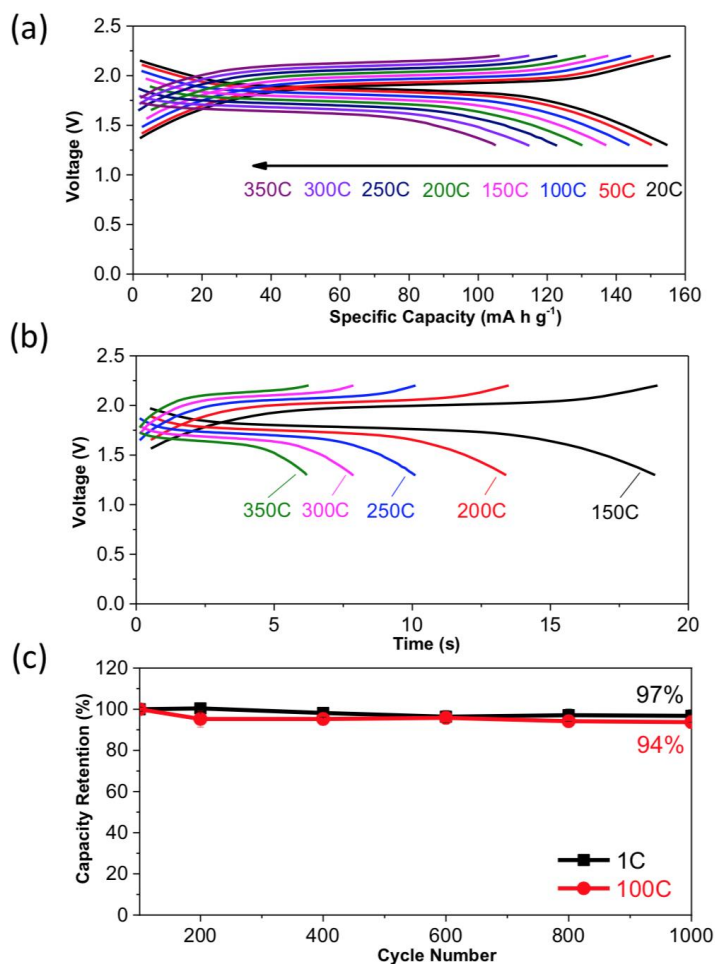 (a)
2.5
2.0
1.5
1.0
0.5
0.0
Voltage (V)
350C 300C 250C 200C 150C 100C 50C 20C
0 20 40 60 80 100 120 140 160
Specific Capacity (mA h g⁻¹)
(b)
2.5
2.0
1.5
1.0
0.5
0.0
Voltage (V)
350C 300C 250C 200C 150C
0 5 10 15 20
Time (s)
(c)
120
100
80
60
40
20
0
Capacity Retention (%)
97%
94%
1C
100C
200 400 600 800 1000
Cycle Number